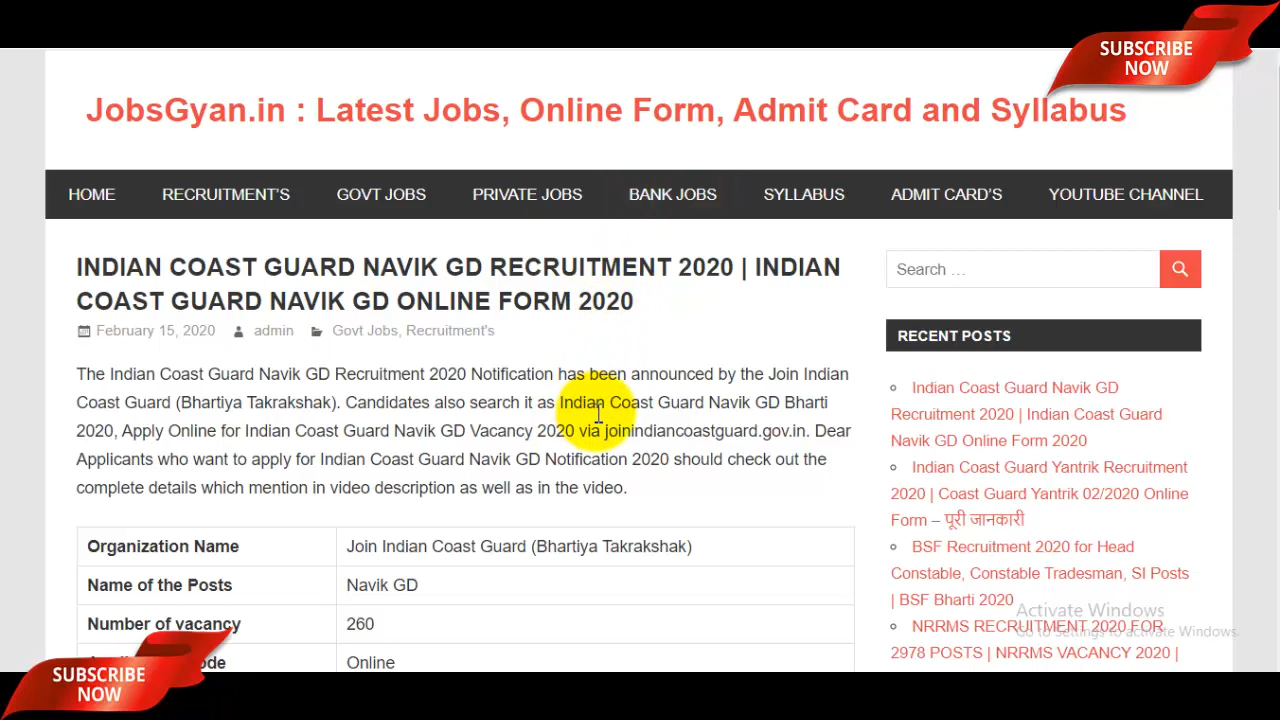 SUBSCRIBE
NOW
JobsGyan.in : Latest Jobs, Online Form, Admit Card and Syllabus
HOME RECRUITMENT'S GOVT JOBS PRIVATE JOBS BANK JOBS SYLLABUS ADMIT CARD'S YOUTUBE CHANNEL
INDIAN COAST GUARD NAVIK GD RECRUITMENT 2020 | INDIAN
COAST GUARD NAVIK GD ONLINE FORM 2020
February 15, 2020 admin Govt Jobs, Recruitment's
The Indian Coast Guard Navik GD Recruitment 2020 Notification has been announced by the Join Indian
Coast Guard (Bhartiya Takrakshak). Candidates also search it as Indian Coast Guard Navik GD Bharti
2020, Apply Online for Indian Coast Guard Navik GD Vacancy 2020 via joinindiancoastguard.gov.in. Dear
Applicants who want to apply for Indian Coast Guard Navik GD Notification 2020 should check out the
complete details which mention in video description as well as in the video.
Organization Name Join Indian Coast Guard (Bhartiya Takrakshak)
Name of the Posts Navik GD
Number of vacancy 260
ode Online
Search …
RECENT POSTS
Indian Coast Guard Navik GD
Recruitment 2020 | Indian Coast Guard
Navik GD Online Form 2020
Indian Coast Guard Yantrik Recruitment
2020 | Coast Guard Yantrik 02/2020 Online
Form – पूरी जानकारी
BSF Recruitment 2020 for Head
Constable, Constable Tradesman, SI Posts
| BSF Bharti 2020
NRRMS RECRUITMENT 2020 FOR
2978 POSTS | NRRMS VACANCY 2020 |
Activate Windows
Go to Settings to activate Windows.
SUBSCRIBE
NOW